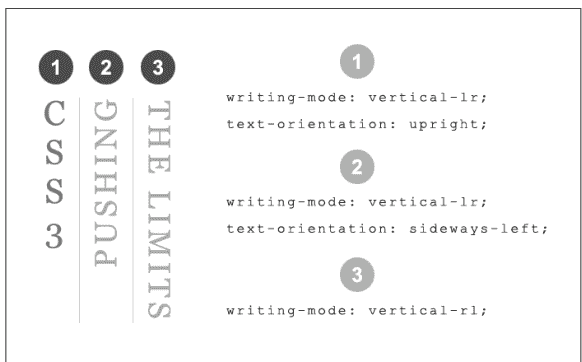 1 2 3
CSS3
PUSHING
THE LIMITS
1
writing-mode: vertical-lr;
text-orientation: upright;
2
writing-mode: vertical-lr;
text-orientation: sideways-left;
3
writing-mode: vertical-rl;